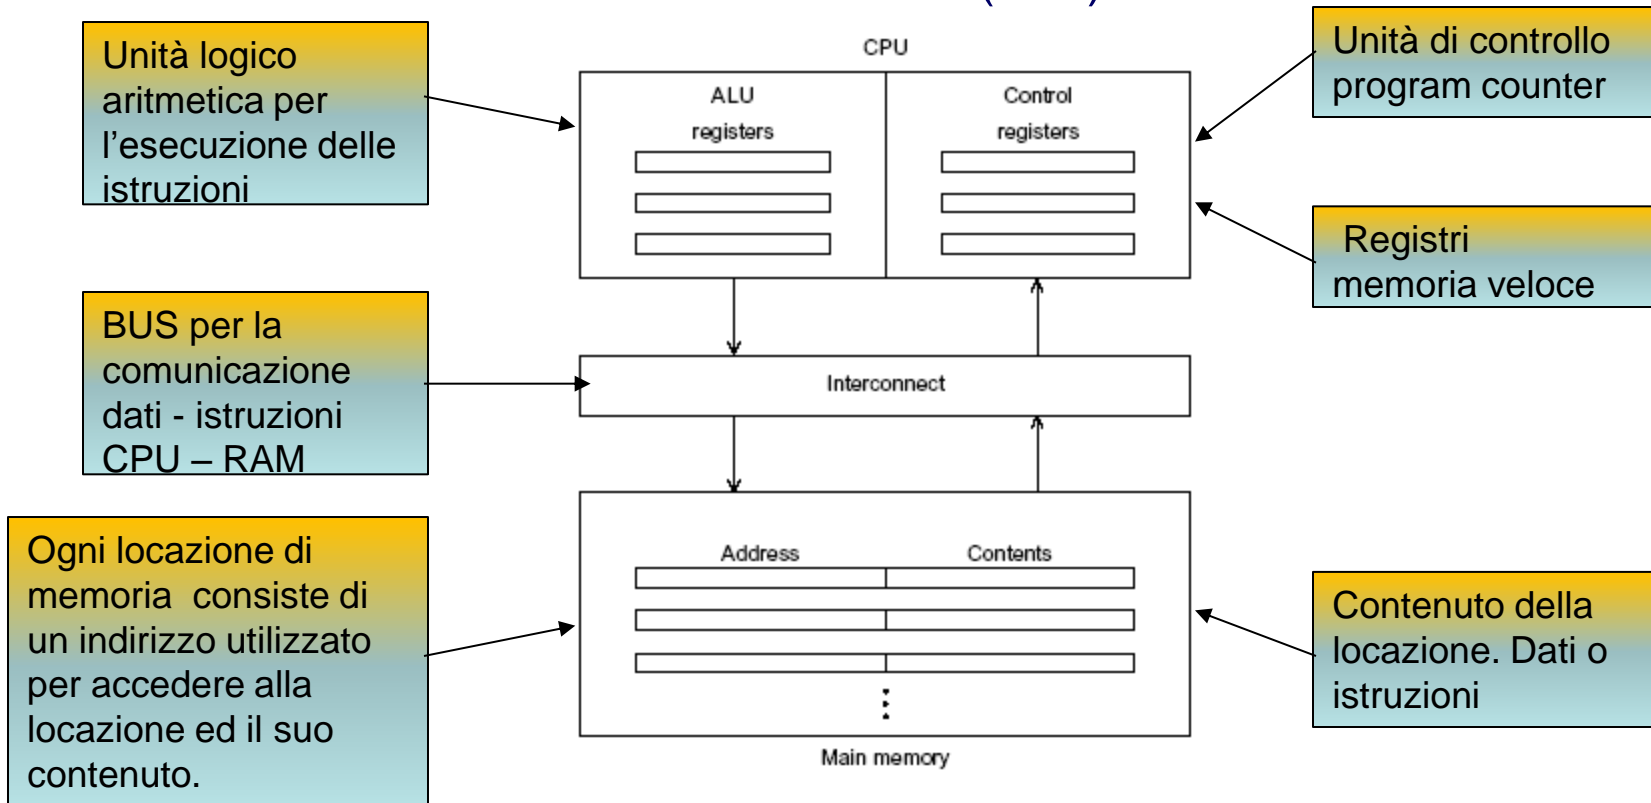 Unità logico
aritmetica per
l'esecuzione delle
istruzioni
BUS per la
comunicazione
dati - istruzioni
CPU – RAM
Ogni locazione di
memoria consiste di
un indirizzo utilizzato
per accedere alla
locazione ed il suo
contenuto.
CPU
ALU
registers
Control
registers
Interconnect
Address Contents
Main memory
Unità di controllo
program counter
Registri
memoria veloce
Contenuto della
locazione. Dati o
istruzioni